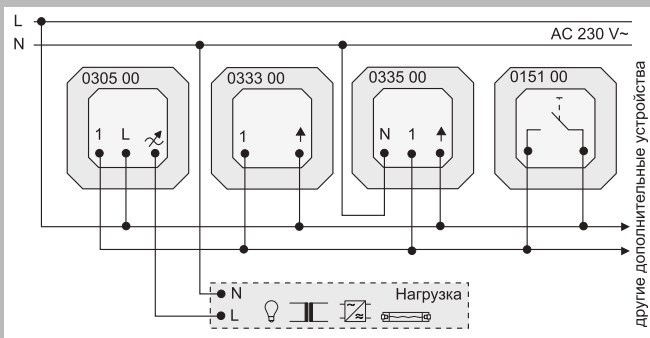 L
N
AC 230 V~
0305 00
0333 00
0335 00
0151 00
1 L
1
N 1
N
L
Нагрузка
другие дополнительные устройства